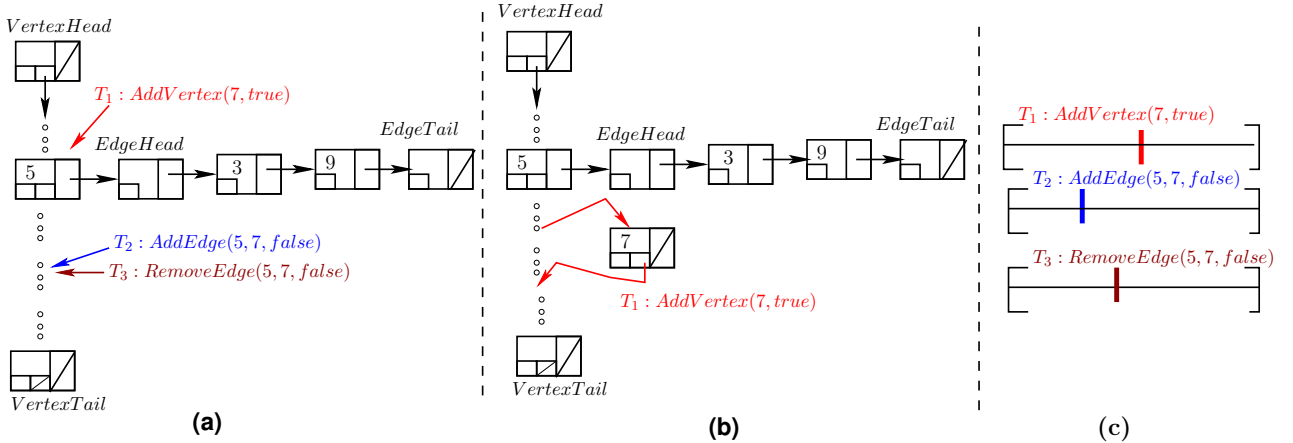 VertexHead
T1 : AddVertex(7, true)
EdgeHead
EdgeTail
5
3
9
T2 : AddEdge(5, 7, false)
T3 : RemoveEdge(5, 7, false)
VertexTail
(a)
VertexHead
EdgeHead
EdgeTail
5
3
9
7
T1 : AddVertex(7, true)
VertexTail
(b)
T1 : AddVertex(7, true)
T2 : AddEdge(5, 7, false)
T3 : RemoveEdge(5, 7, false)
(c)